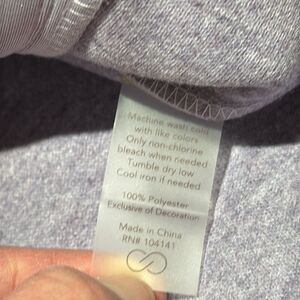 Machine wash cold
with like colors
Only non-chlorine
bleach when needed
Tumble dry low
Cool iron if needed
100% Polyester
Exclusive of Decoration
Made in China
RN# 104141